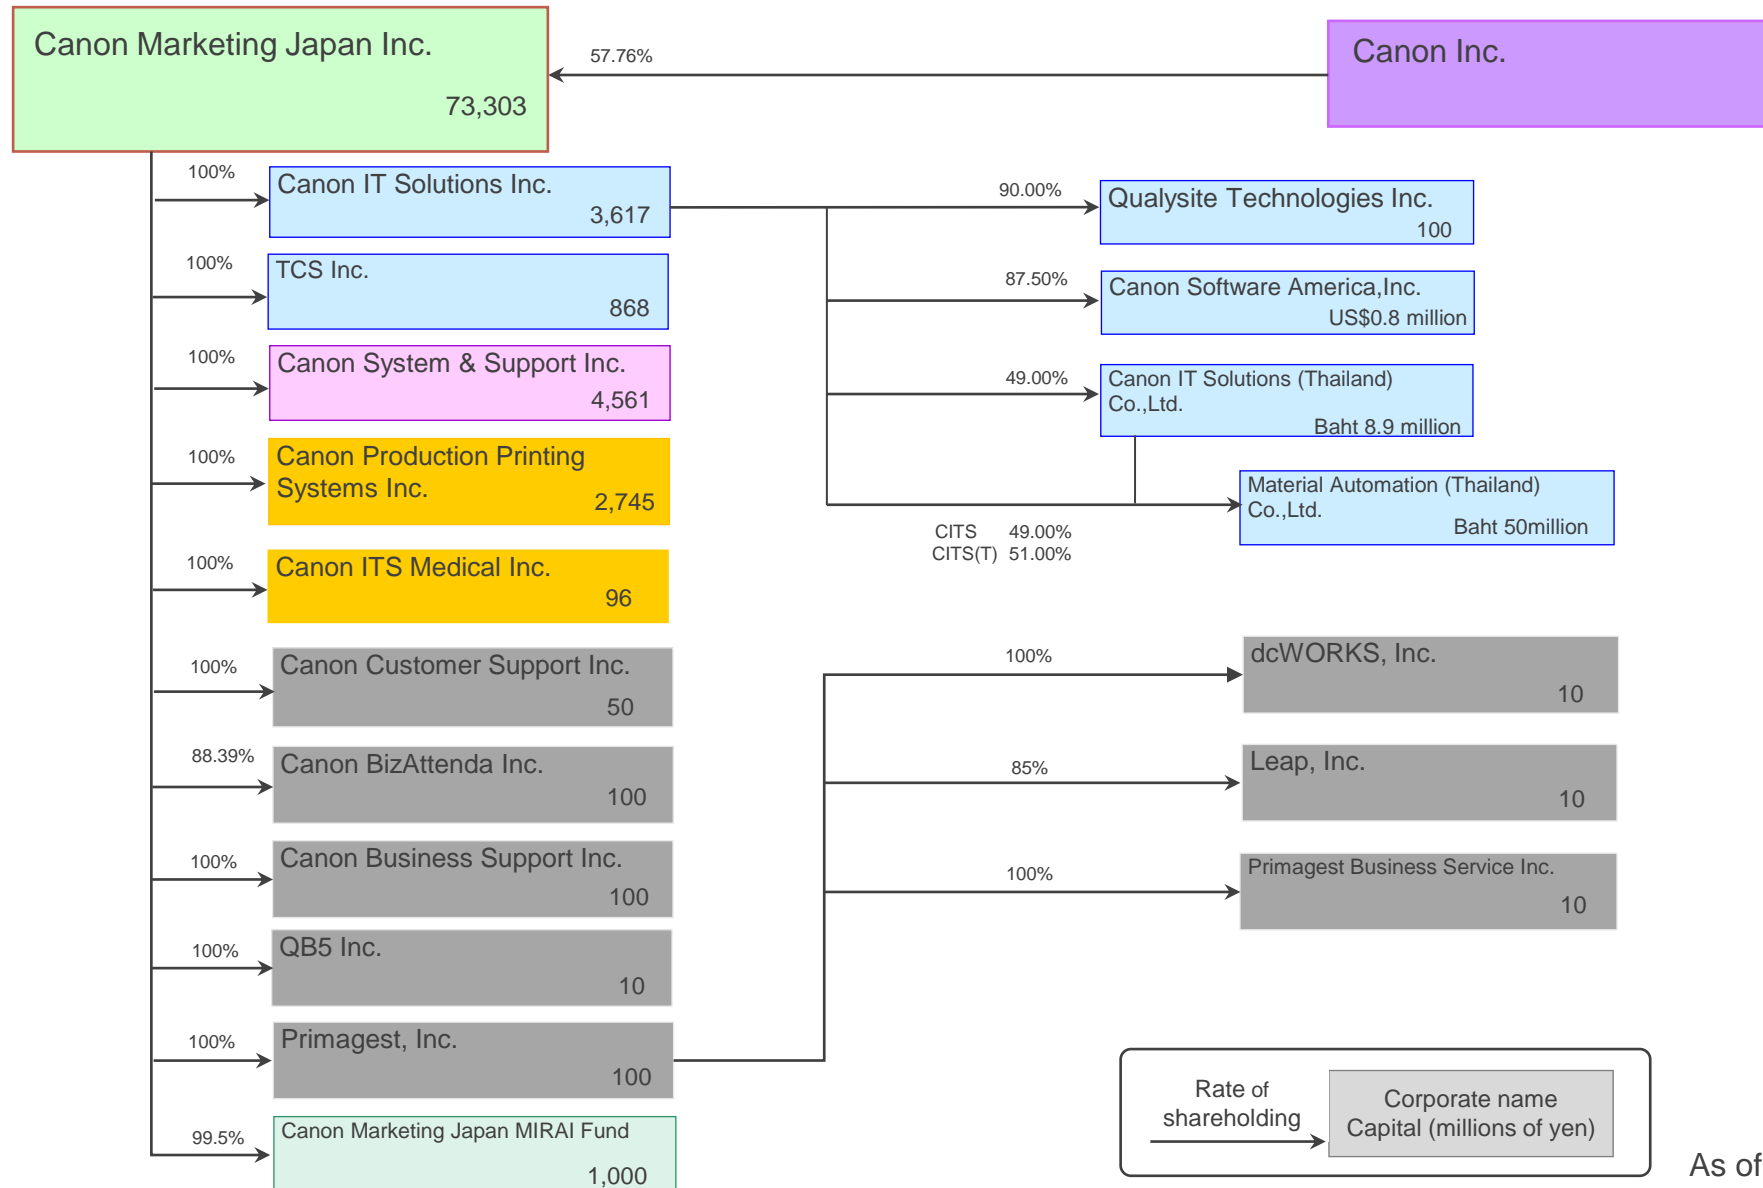 Canon Marketing Japan Inc.
73,303
57.76%
Canon Inc.
100%
Canon IT Solutions Inc.
3,617
90.00%
Qualysite Technologies Inc.
100
100%
TCS Inc.
868
87.50%
Canon Software America,Inc.
US$0.8 million
100%
Canon System & Support Inc.
4,561
49.00%
Canon IT Solutions (Thailand)
Co.,Ltd.
Baht 8.9 million
100%
Canon Production Printing
Systems Inc.
2,745
Material Automation (Thailand)
Co.,Ltd.
Baht 50million
CITS 49.00%
CITS(T) 51.00%
100%
Canon ITS Medical Inc.
96
100%
Canon Customer Support Inc.
50
100%
dcWORKS, Inc.
10
88.39%
Canon BizAttenda Inc.
100
85%
Leap, Inc.
10
100%
Canon Business Support Inc.
100
100%
Primagest Business Service Inc.
10
100%
QB5 Inc.
10
100%
Primagest, Inc.
100
99.5%
Canon Marketing Japan MIRAI Fund
1,000
Rate of
shareholding
Corporate name
Capital (millions of yen)
As of